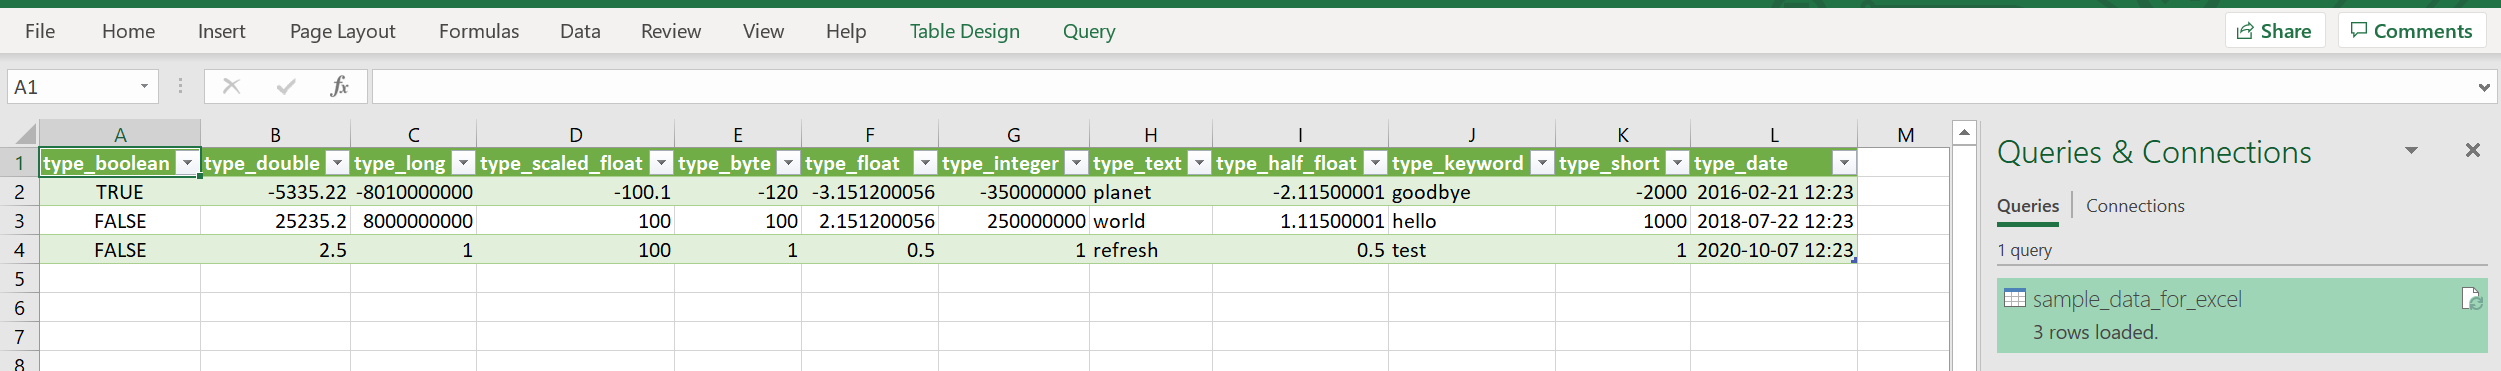 File Home Insert Page Layout Formulas Data Review View Help Table Design Query Share Comments
A1 fx
A B C D E F G H I J K L M
1 type_boolean type_double type_long type_scaled_float type_byte type_float type_integer type_text type_half_float type_keyword type_short type_date
2 TRUE -5335.22 -8010000000 -100.1 -120 -3.151200056 -350000000 planet -2.11500001 goodbye -2000 2016-02-21 12:23
3 FALSE 25235.2 8000000000 100 100 2.151200056 250000000 world 1.11500001 hello 1000 2018-07-22 12:23
4 FALSE 2.5 1 100 1 0.5 1 refresh 0.5 test 1 2020-10-07 12:23
5
6
7
8
Queries & Connections
Queries Connections
1 query
sample_data_for_excel
3 rows loaded.